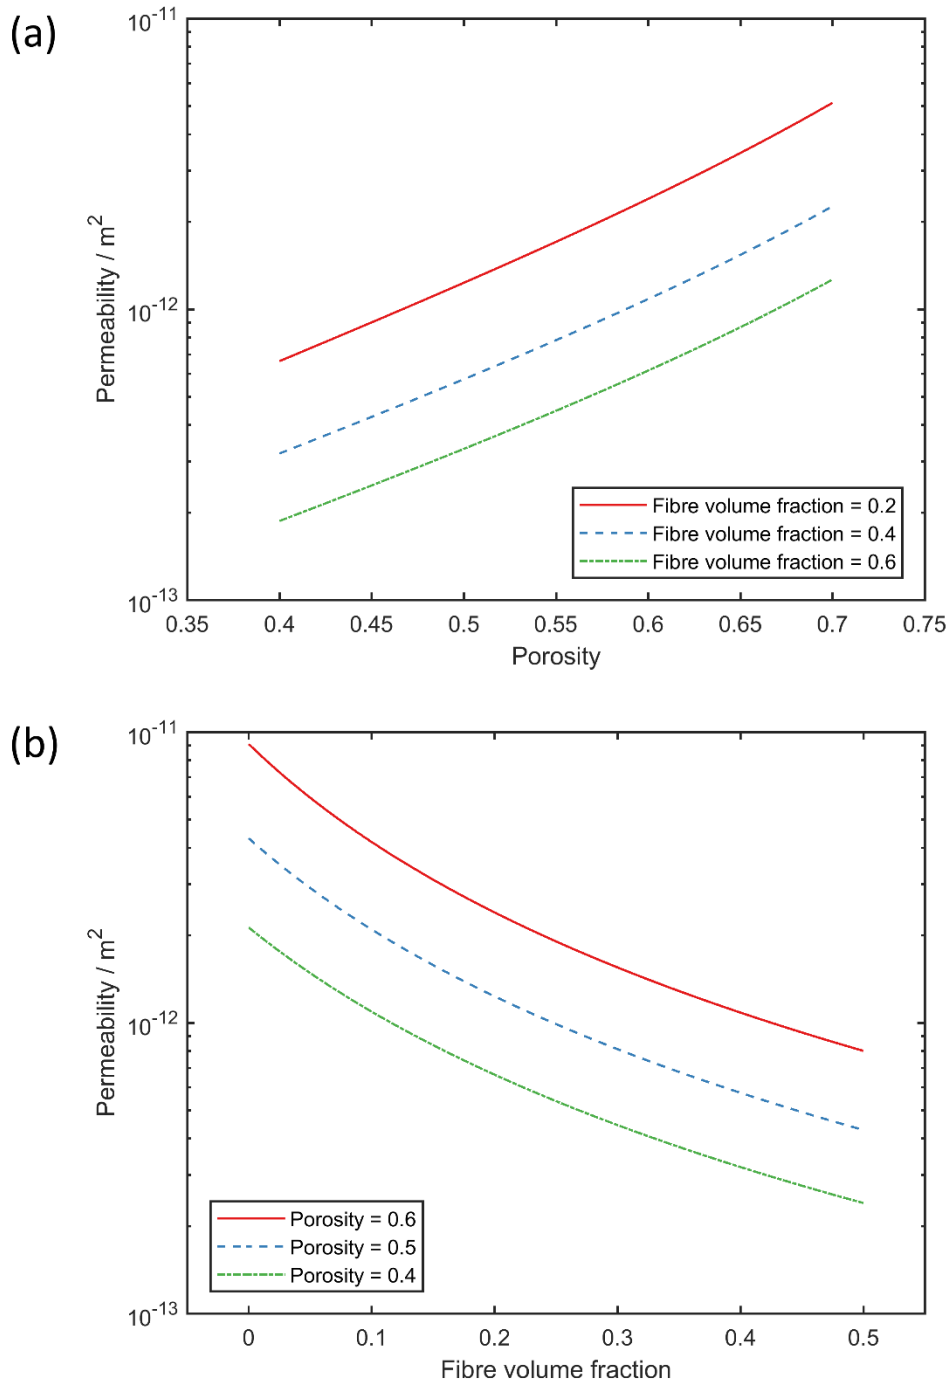 (a)
10⁻¹¹
10⁻¹²
10⁻¹³
Permeability / m²
0.35 0.4 0.45 0.5 0.55 0.6 0.65 0.7 0.75
Porosity
Fibre volume fraction = 0.2
Fibre volume fraction = 0.4
Fibre volume fraction = 0.6
(b)
10⁻¹¹
10⁻¹²
10⁻¹³
Permeability / m²
Porosity = 0.6
Porosity = 0.5
Porosity = 0.4
0 0.1 0.2 0.3 0.4 0.5
Fibre volume fraction